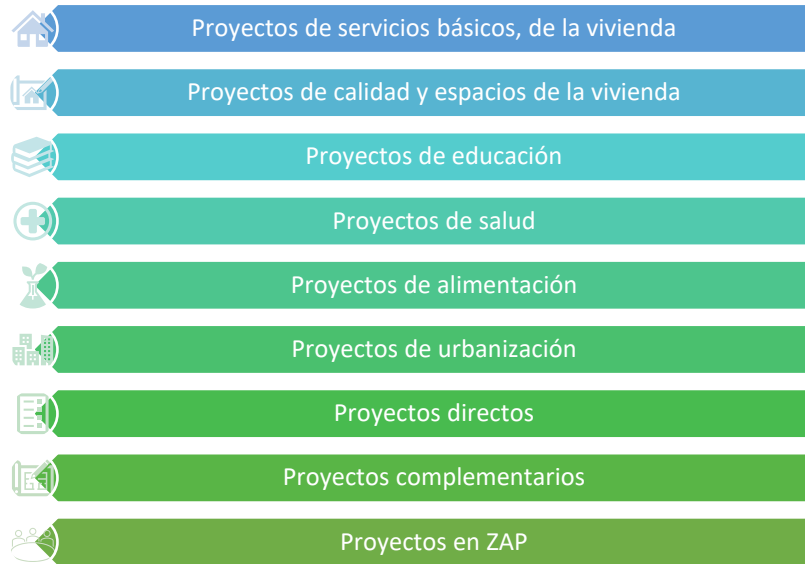 Proyectos de servicios básicos, de la vivienda
Proyectos de calidad y espacios de la vivienda
Proyectos de educación
Proyectos de salud
Proyectos de alimentación
Proyectos de urbanización
Proyectos directos
Proyectos complementarios
Proyectos en ZAP